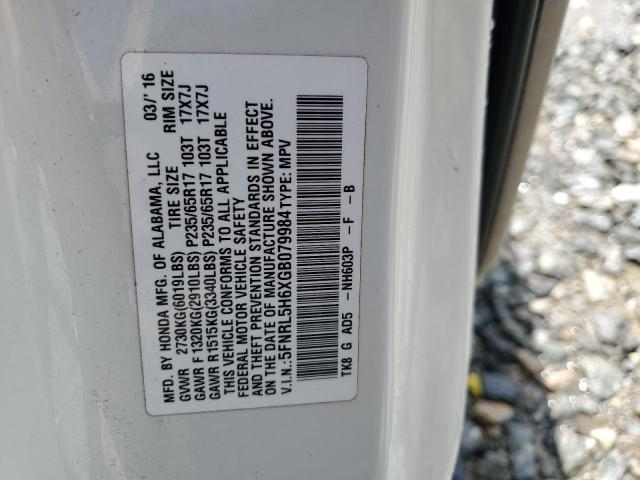 MFD. BY HONDA MFG. OF ALABAMA, LLC 03/'16
TIRE SIZE RIM SIZE
GVWR 2730KG(6019LBS)
GAWR F 1320KG(2910LBS) P235/65R17 103T 17X7J
GAWR R1515KG(3340LBS) P235/65R17 103T 17X7J
THIS VEHICLE CONFORMS TO ALL APPLICABLE
FEDERAL MOTOR VEHICLE SAFETY
AND THEFT PREVENTION STANDARDS IN EFFECT
ON THE DATE OF MANUFACTURE SHOWN ABOVE.
V.I.N.:5FNRL5H6XGB079984 TYPE: MPV
TK8 G AD5 -NH603P -F -B